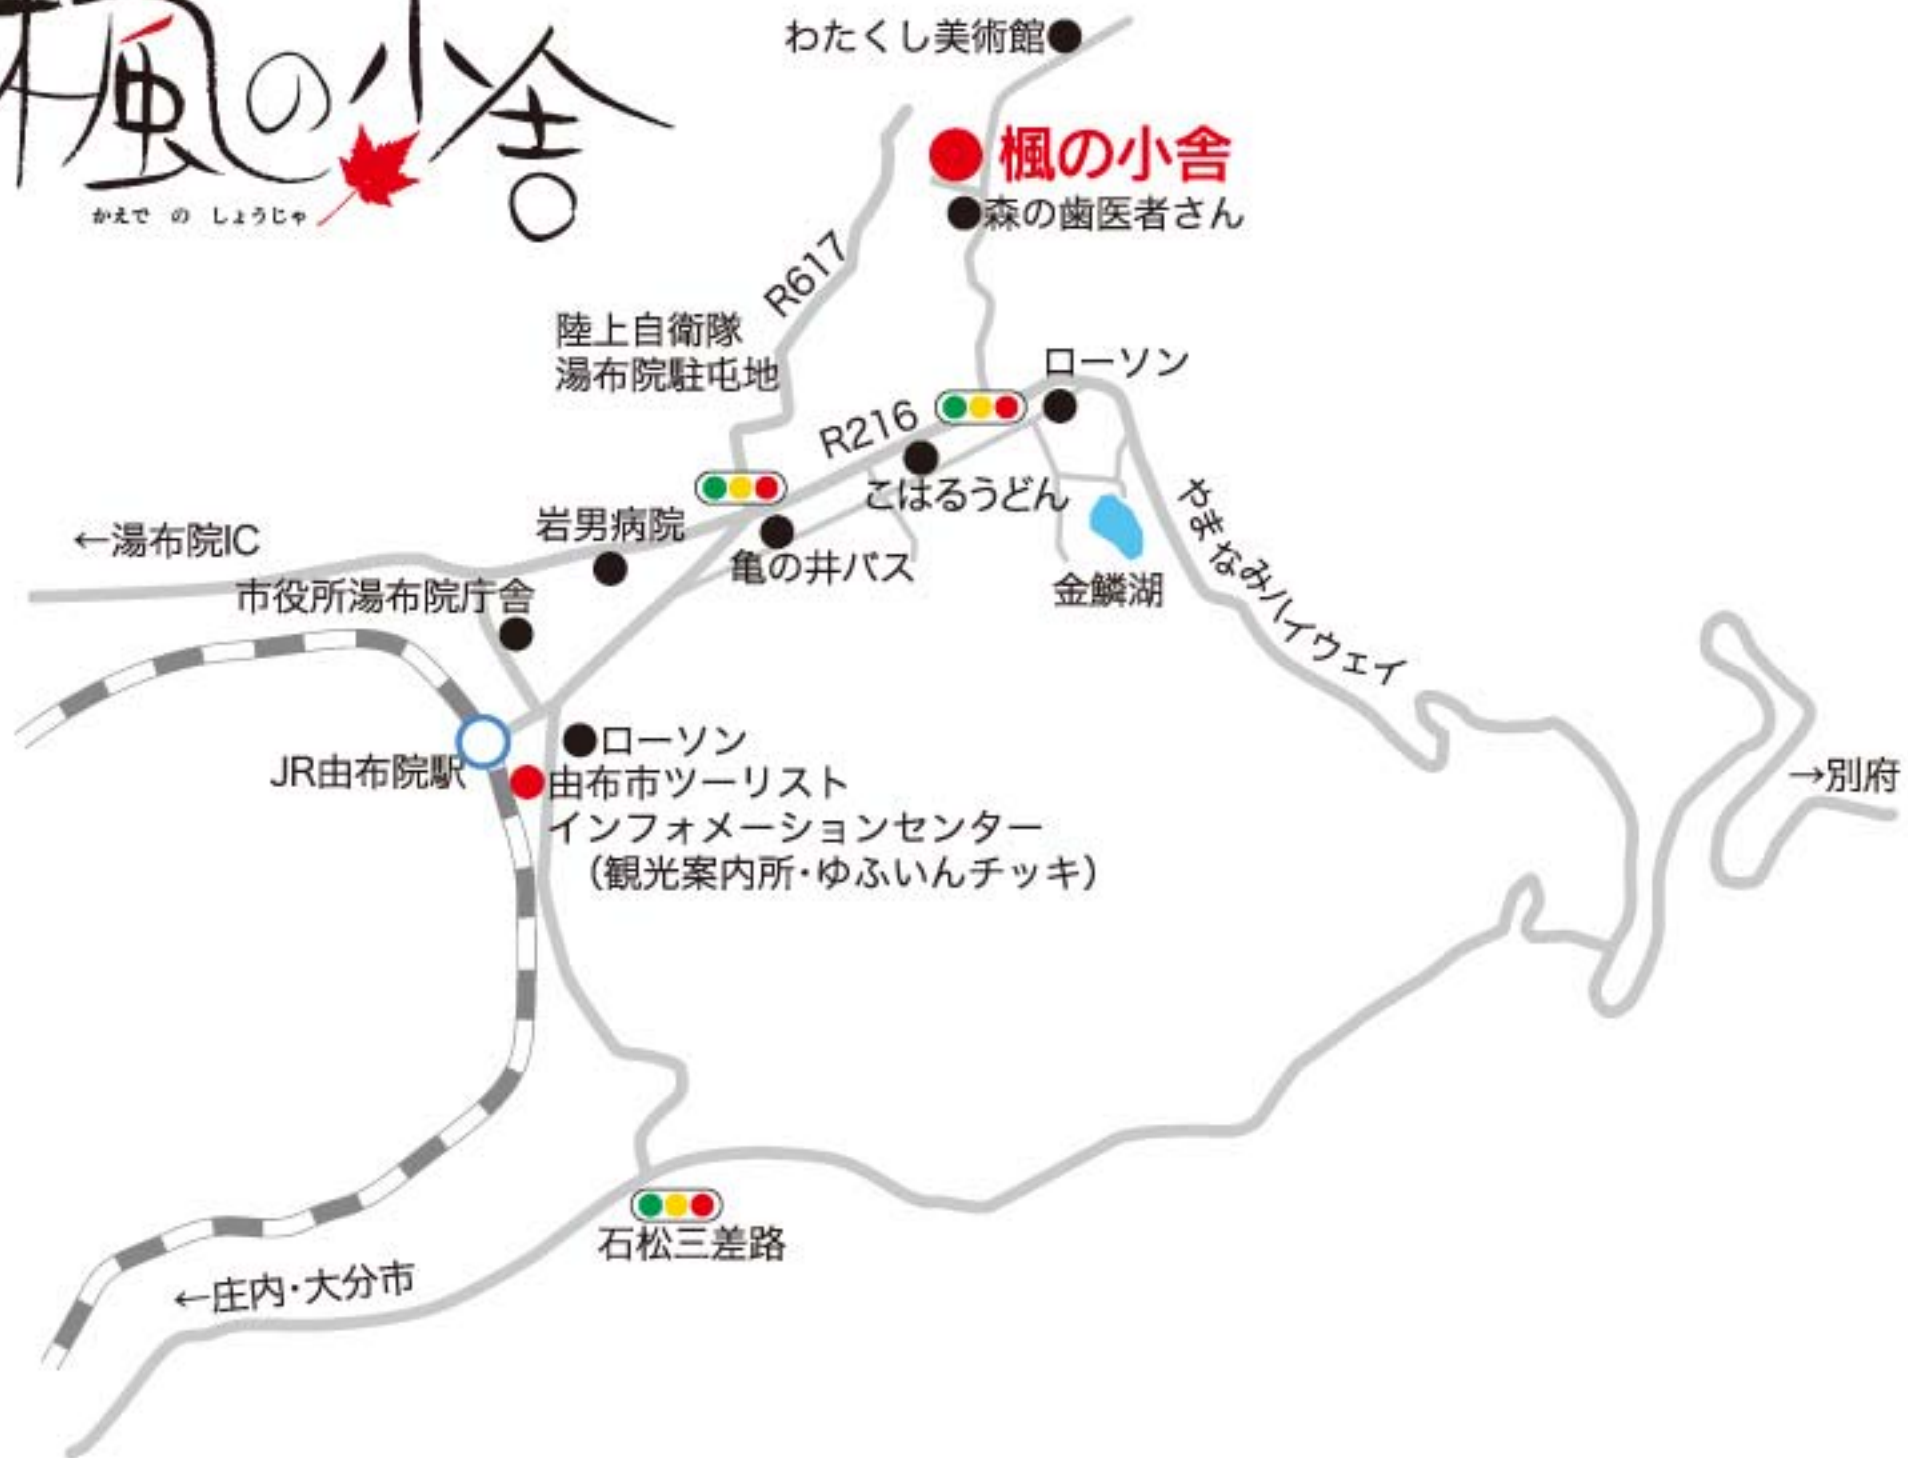 楓の小舎
かえで の しょうじゃ
わたくし美術館
楓の小舎
森の歯医者さん
R617
陸上自衛隊
湯布院駐屯地
ローソン
R216
こはるうどん
岩男病院
←湯布院IC
亀の井バス
市役所湯布院庁舎
金鱗湖
やまなみハイウェイ
ローソン
JR由布院駅
由布市ツーリスト
インフォメーションセンター
（観光案内所・ゆふいんチッキ）
→別府
石松三差路
←庄内・大分市